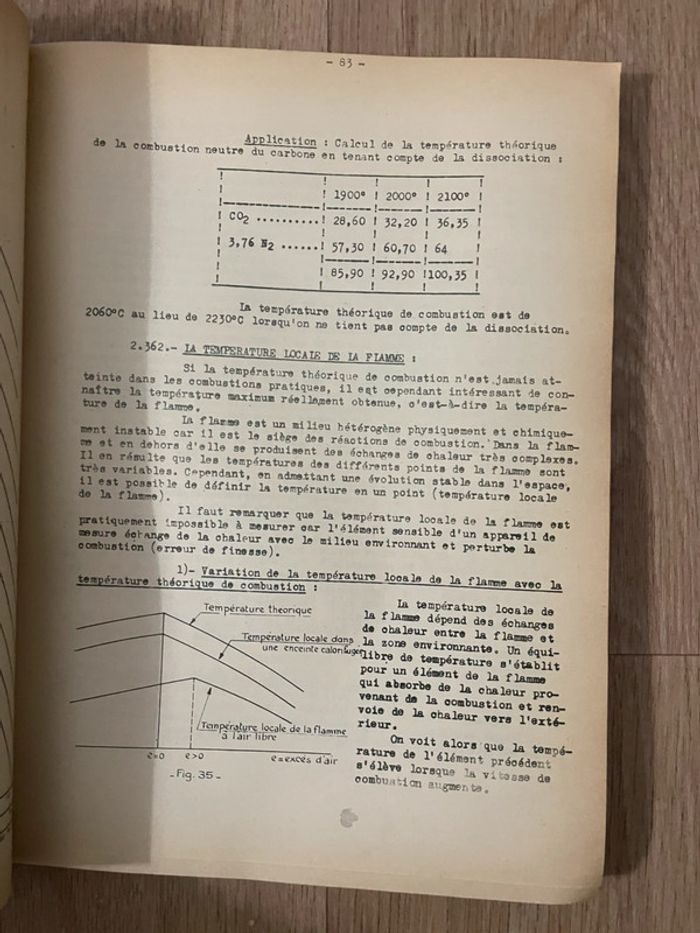 - 83 -
Application : Calcul de la température théorique
de la combustion neutre du carbone en tenant compte de la dissociation :
1900° 2000° 2100°
CO2 .......... 28,60 32,20 36,35
3,76 N2 ...... 57,30 60,70 64
85,90 92,90 100,35
La température théorique de combustion est de
2060°C au lieu de 2230°C lorsqu'on ne tient pas compte de la dissociation.
2.362.- LA TEMPERATURE LOCALE DE LA FLAMME :
Si la température théorique de combustion n'est jamais at-
teinte dans les combustions pratiques, il eqt cependant intéressant de con-
naître la température maximum réellement obtenue, c'est-à-dire la tempéra-
ture de la flamme.
La flamme est un milieu hétérogène physiquement et chimique-
ment instable car il est le siège des réactions de combustion. Dans la flam-
me et en dehors d'elle se produisent des échanges de chaleur très complexes.
Il en résulte que les températures des différents points de la flamme sont
très variables. Cependant, en admettant une évolution stable dans l'espace,
il est possible de définir la température en un point (température locale
de la flamme).
Il faut remarquer que la température locale de la flamme est
pratiquement impossible à mesurer car l'élément sensible d'un appareil de
mesure échange de la chaleur avec le milieu environnant et perturbe la
combustion (erreur de finesse).
1)- Variation de la température locale de la flamme avec la
température théorique de combustion :
Température theorique
Température locale dans
une enceinte calorifugée
Température locale de la flamme
à l'air libre
e=0 e>0 e=excés d'air
- Fig. 35 -
La température locale de
la flamme dépend des échanges
de chaleur entre la flamme et
la zone environnante. Un équi-
libre de température s'établit
pour un élément de la flamme
qui absorbe de la chaleur pro-
venant de la combustion et ren-
voie de la chaleur vers l'exté-
rieur.
On voit alors que la tempé-
rature de l'élément précédent
s'élève lorsque la vitesse de
combustion augmente.